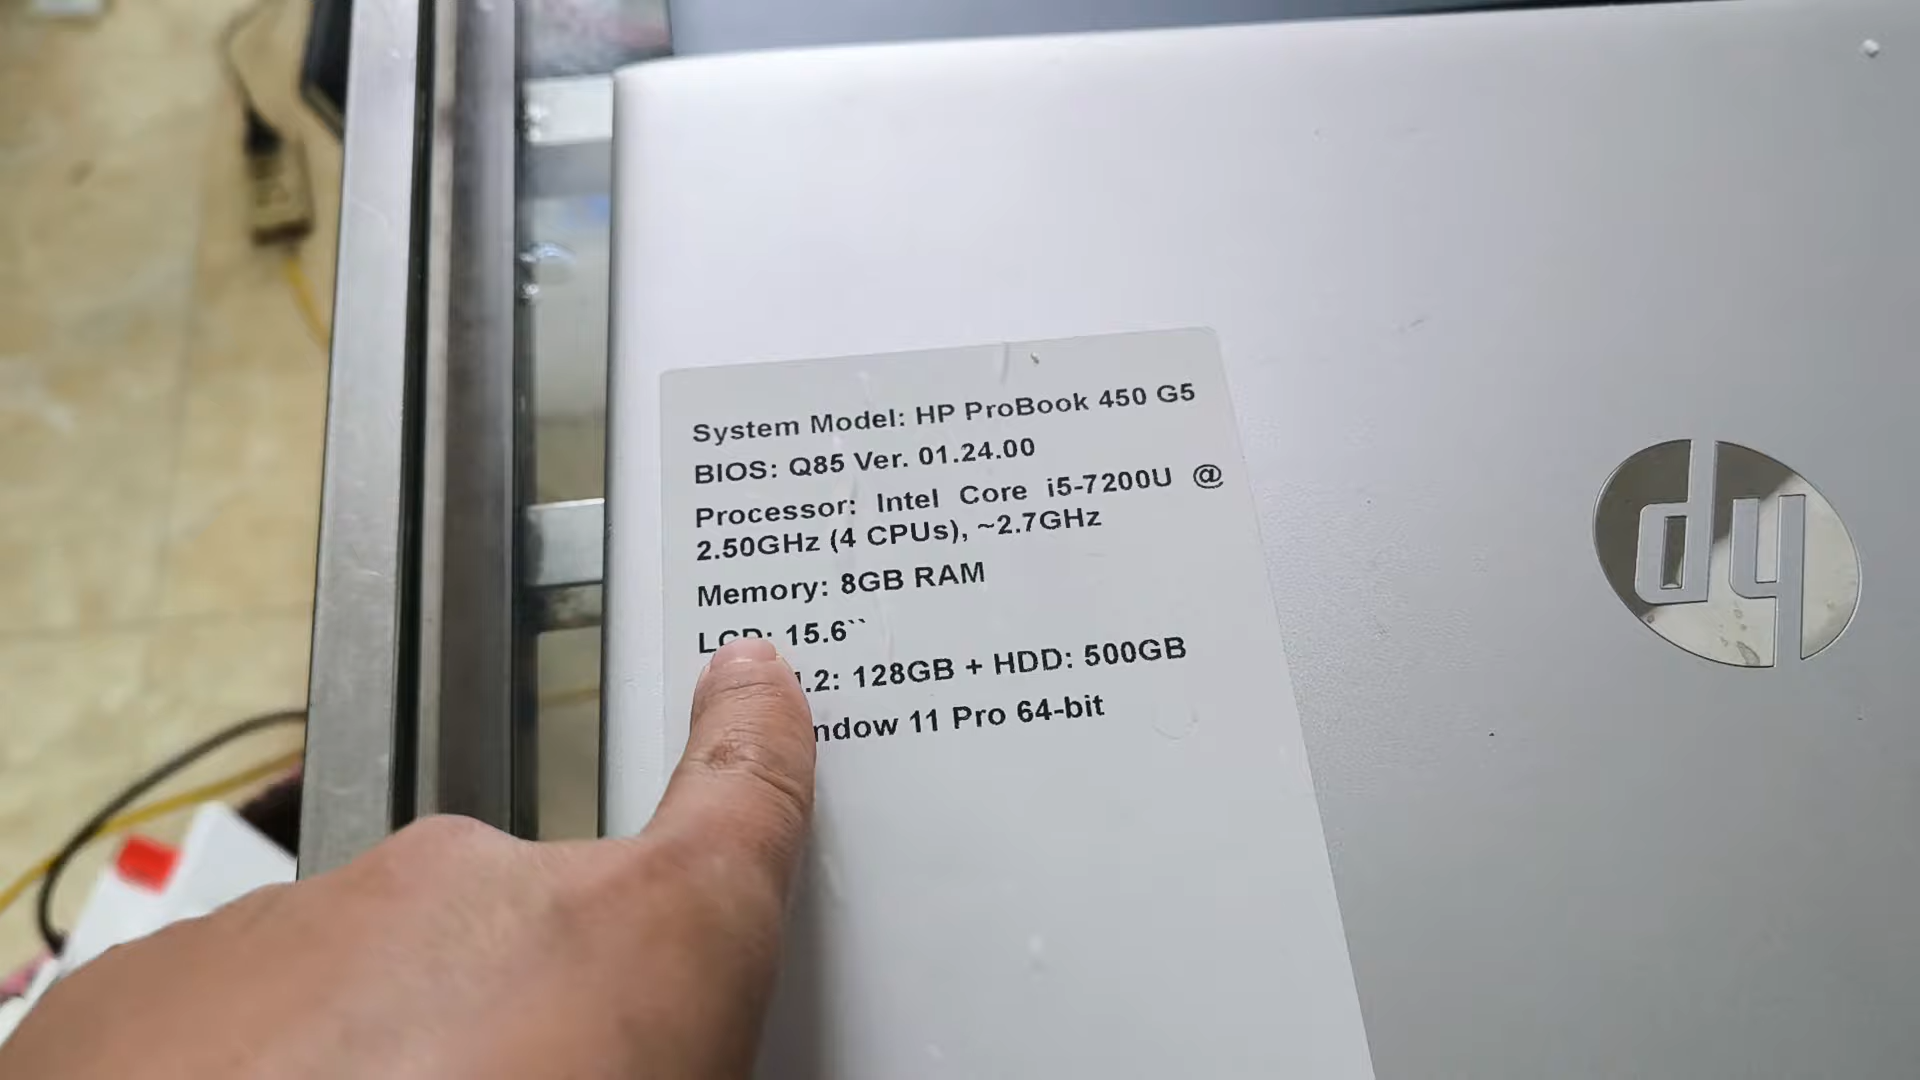 System Model: HP ProBook 450 G5
BIOS: Q85 Ver. 01.24.00
Processor: Intel Core i5-7200U @
2.50GHz (4 CPUs), ~2.7GHz
Memory: 8GB RAM
LCD: 15.6``
.2: 128GB + HDD: 500GB
ndow 11 Pro 64-bit
hp